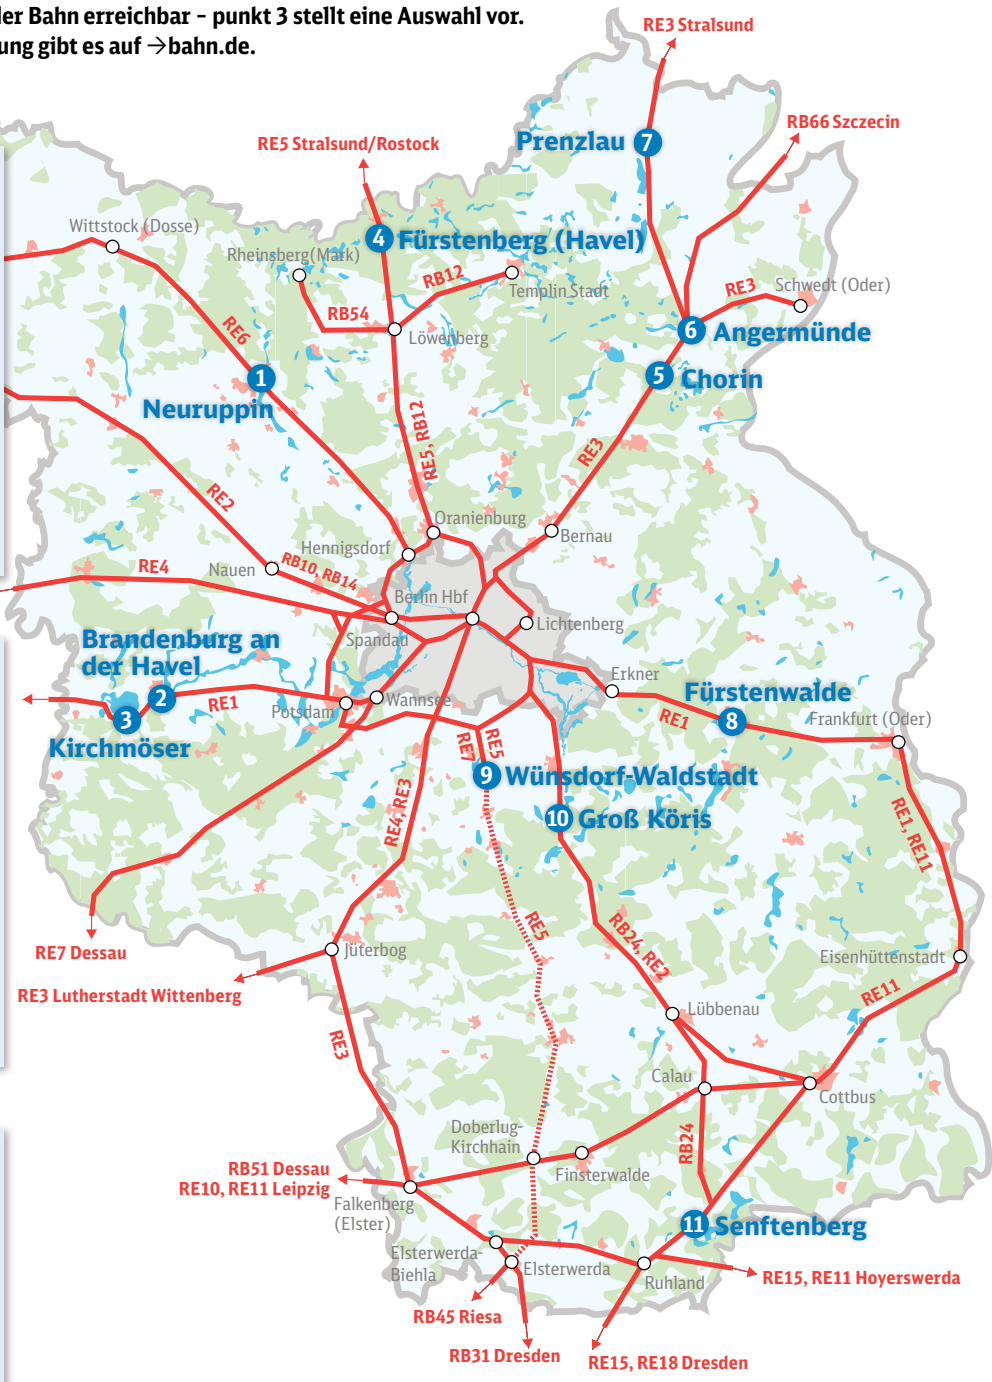 der Bahn erreichbar – punkt 3 stellt eine Auswahl vor.
ung gibt es auf →bahn.de.
RE3 Stralsund
RB66 Szczecin
RE5 Stralsund/Rostock
Prenzlau 7
Wittstock (Dosse)
4 Fürstenberg (Havel)
Rheinsberg(Mark)
RB12
Templin Stadt
RE3
Schwedt (Oder)
RB54
RE6
Löwenberg
6 Angermünde
1
Neuruppin
5 Chorin
RE5, RB12
RE3
RE2
Oranienburg
Bernau
Hennigsdorf
RE4
Nauen
RB10, RB14
Berlin Hbf
Lichtenberg
Spandau
Brandenburg an
der Havel
2
RE1
3
Kirchmöser
Potsdam
Wannsee
Erkner
RE1
Fürstenwalde
8
Frankfurt (Oder)
RE7
RE5
9 Wünsdorf-Waldstadt
RE4, RE3
10 Groß Köris
RE1, RE11
RE5
RB24, RE2
RE7 Dessau
Jüterbog
Eisenhüttenstadt
RE3 Lutherstadt Wittenberg
RE11
Lübbenau
RE3
Calau
Cottbus
Doberlug-
Kirchhain
RB24
Finsterwalde
RB51 Dessau
RE10, RE11 Leipzig
Falkenberg
(Elster)
11 Senftenberg
Elsterwerda-
Biehla
Elsterwerda
Ruhland
RE15, RE11 Hoyerswerda
RB45 Riesa
RB31 Dresden
RE15, RE18 Dresden